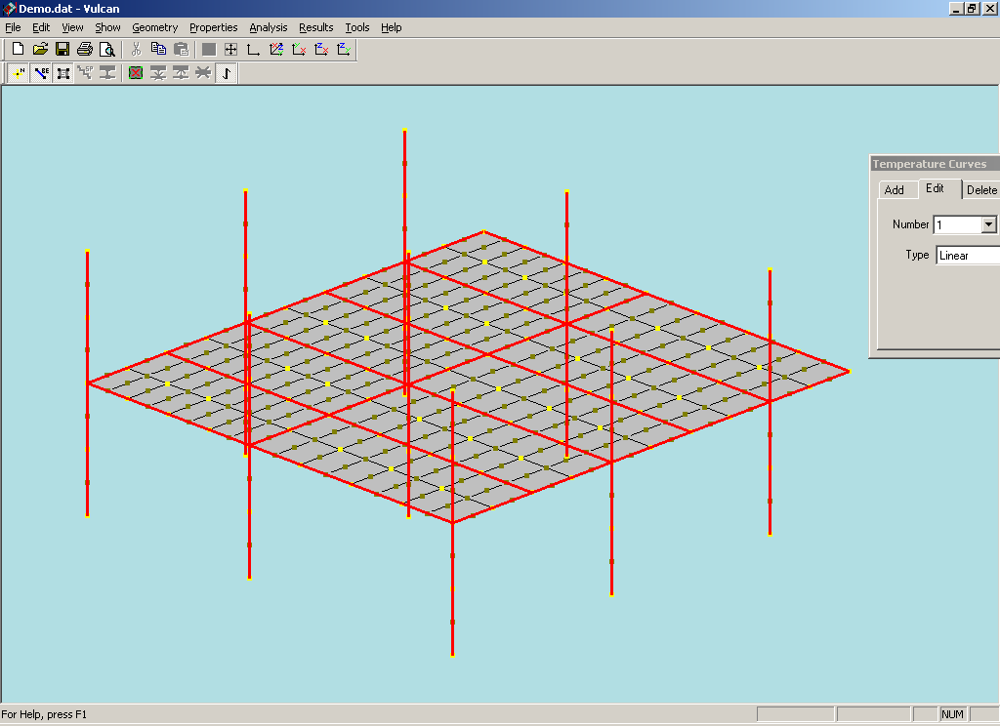 Demo.dat - Vulcan
File Edit View Show Geometry Properties Analysis Results Tools Help
Temperature Curves
Add Edit Delete
Number 1
Type Linear
For Help, press F1
NUM